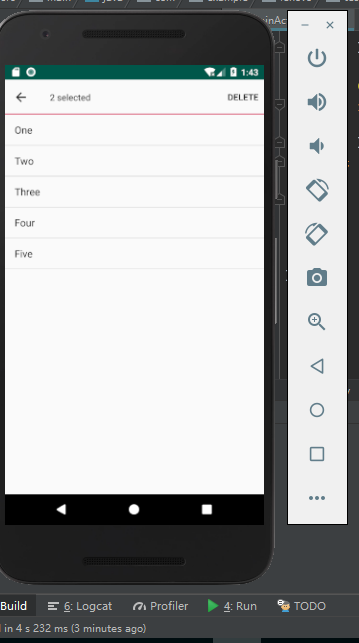 1:43
2 selected DELETE
One
Two
Three
Four
Five
Build 6: Logcat Profiler 4: Run TODO
in 4 s 232 ms (3 minutes ago)